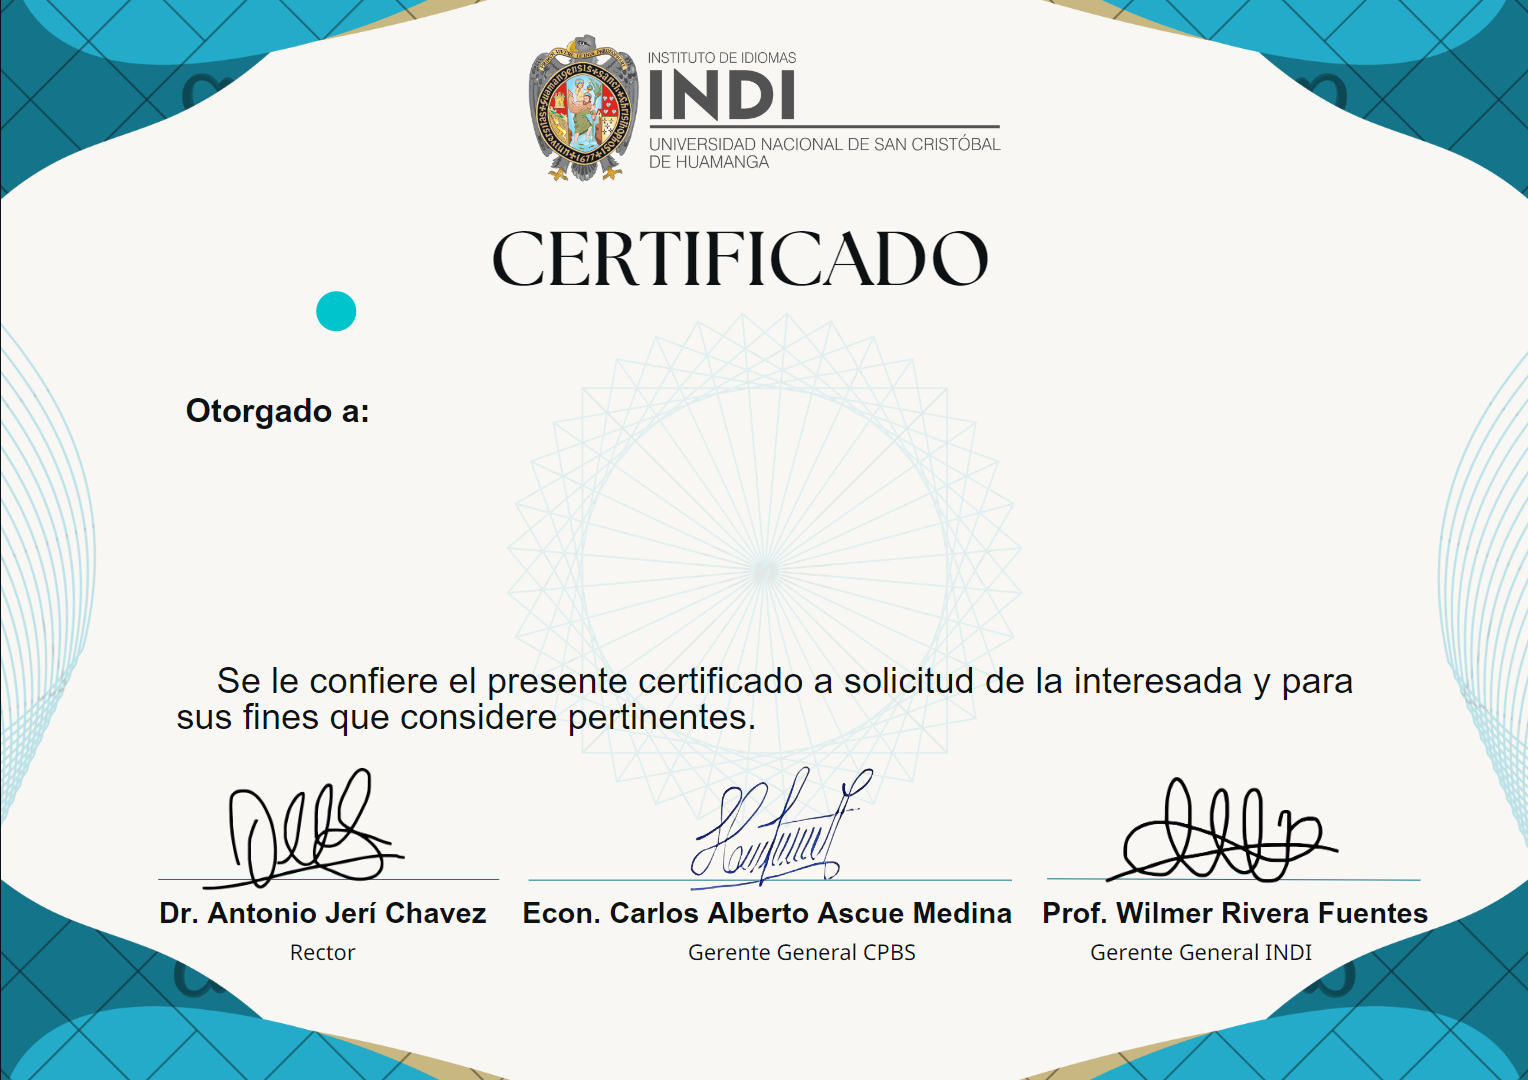 INSTITUTO DE IDIOMAS
INDI
UNIVERSIDAD NACIONAL DE SAN CRISTÓBAL
DE HUAMANGA
CERTIFICADO
Otorgado a:
Se le confiere el presente certificado a solicitud de la interesada y para
sus fines que considere pertinentes.
Dr. Antonio Jerí Chavez
Rector
Econ. Carlos Alberto Ascue Medina
Gerente General CPBS
Prof. Wilmer Rivera Fuentes
Gerente General INDI